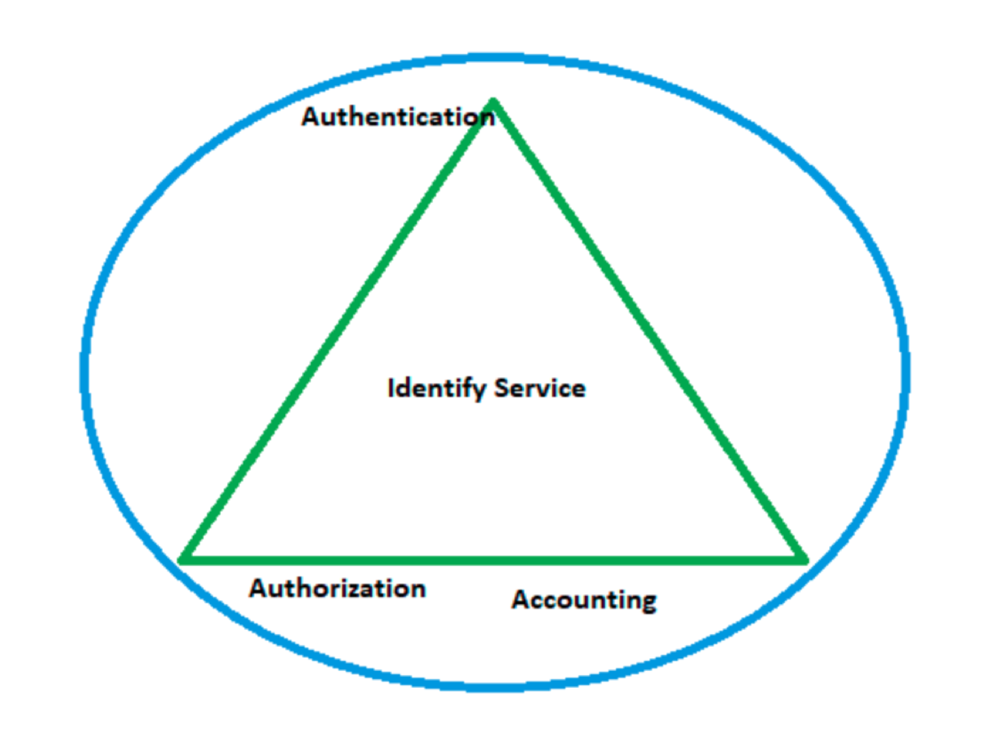 Authentication
Identify Service
Authorization
Accounting